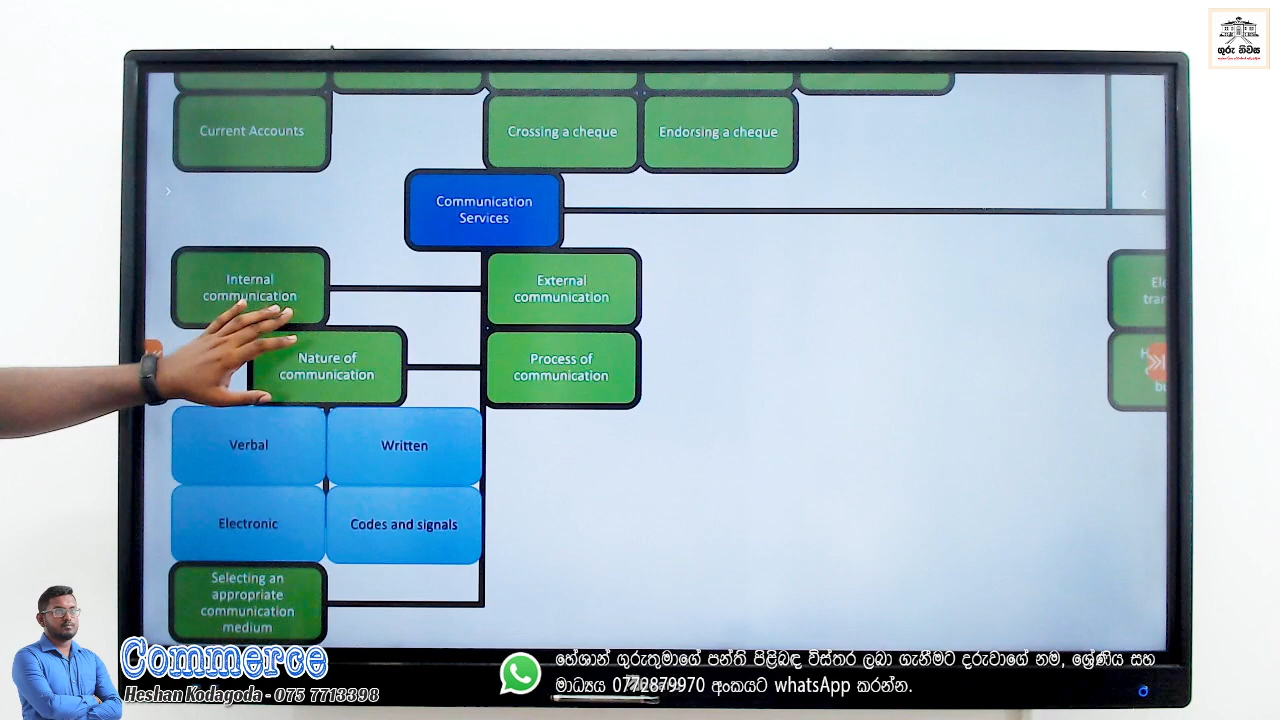 ගුරු නිවස
Current Accounts
Crossing a cheque
Endorsing a cheque
Communication
Services
Internal
communication
External
communication
Nature of
communication
Process of
communication
Verbal
Written
Electronic
Codes and signals
Selecting an
appropriate
communication
medium
Commerce
Heshan Kodagoda - 075 7713398
හේශාන් ගුරුතුමාගේ පන්ති පිළිබඳ විස්තර ලබා ගැනීමට දරුවාගේ නම, ශ්‍රේණිය සහ
මාධ්‍යය 0772879970 අංකයට whatsApp කරන්න.